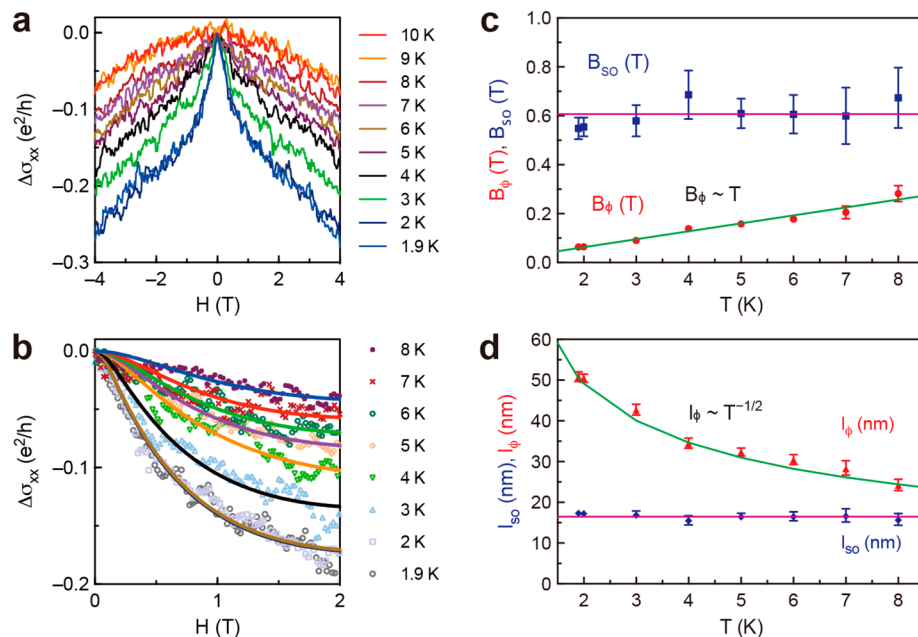 a
Δσxx (e²/h)
0.0
−0.1
−0.2
−0.3
−4 −2 0 2 4
H (T)
10 K
9 K
8 K
7 K
6 K
5 K
4 K
3 K
2 K
1.9 K
b
Δσxx (e²/h)
0.0
−0.1
−0.2
0 1 2
H (T)
8 K
7 K
6 K
5 K
4 K
3 K
2 K
1.9 K
c
Bϕ (T), BSO (T)
1.0
0.8
0.6
0.4
0.2
0.0
BSO (T)
Bϕ (T)
Bϕ ~ T
2 3 4 5 6 7 8
T (K)
d
lSO (nm), lϕ (nm)
60
50
40
30
20
10
0
lϕ ~ T−1/2
lϕ (nm)
lSO (nm)
2 3 4 5 6 7 8
T (K)